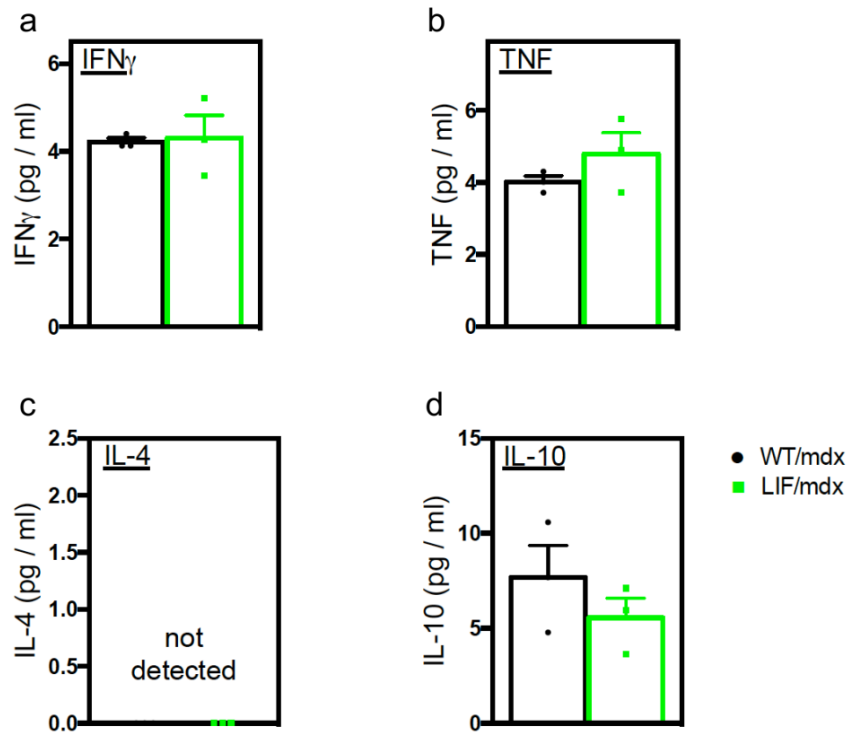 a
IFNγ
IFNγ (pg / ml)
6
4
2
0
b
TNF
TNF (pg / ml)
6
4
2
0
c
IL-4
IL-4 (pg / ml)
2.5
2.0
1.5
1.0
0.5
0.0
not
detected
d
IL-10
IL-10 (pg / ml)
15
10
5
0
WT/mdx
LIF/mdx